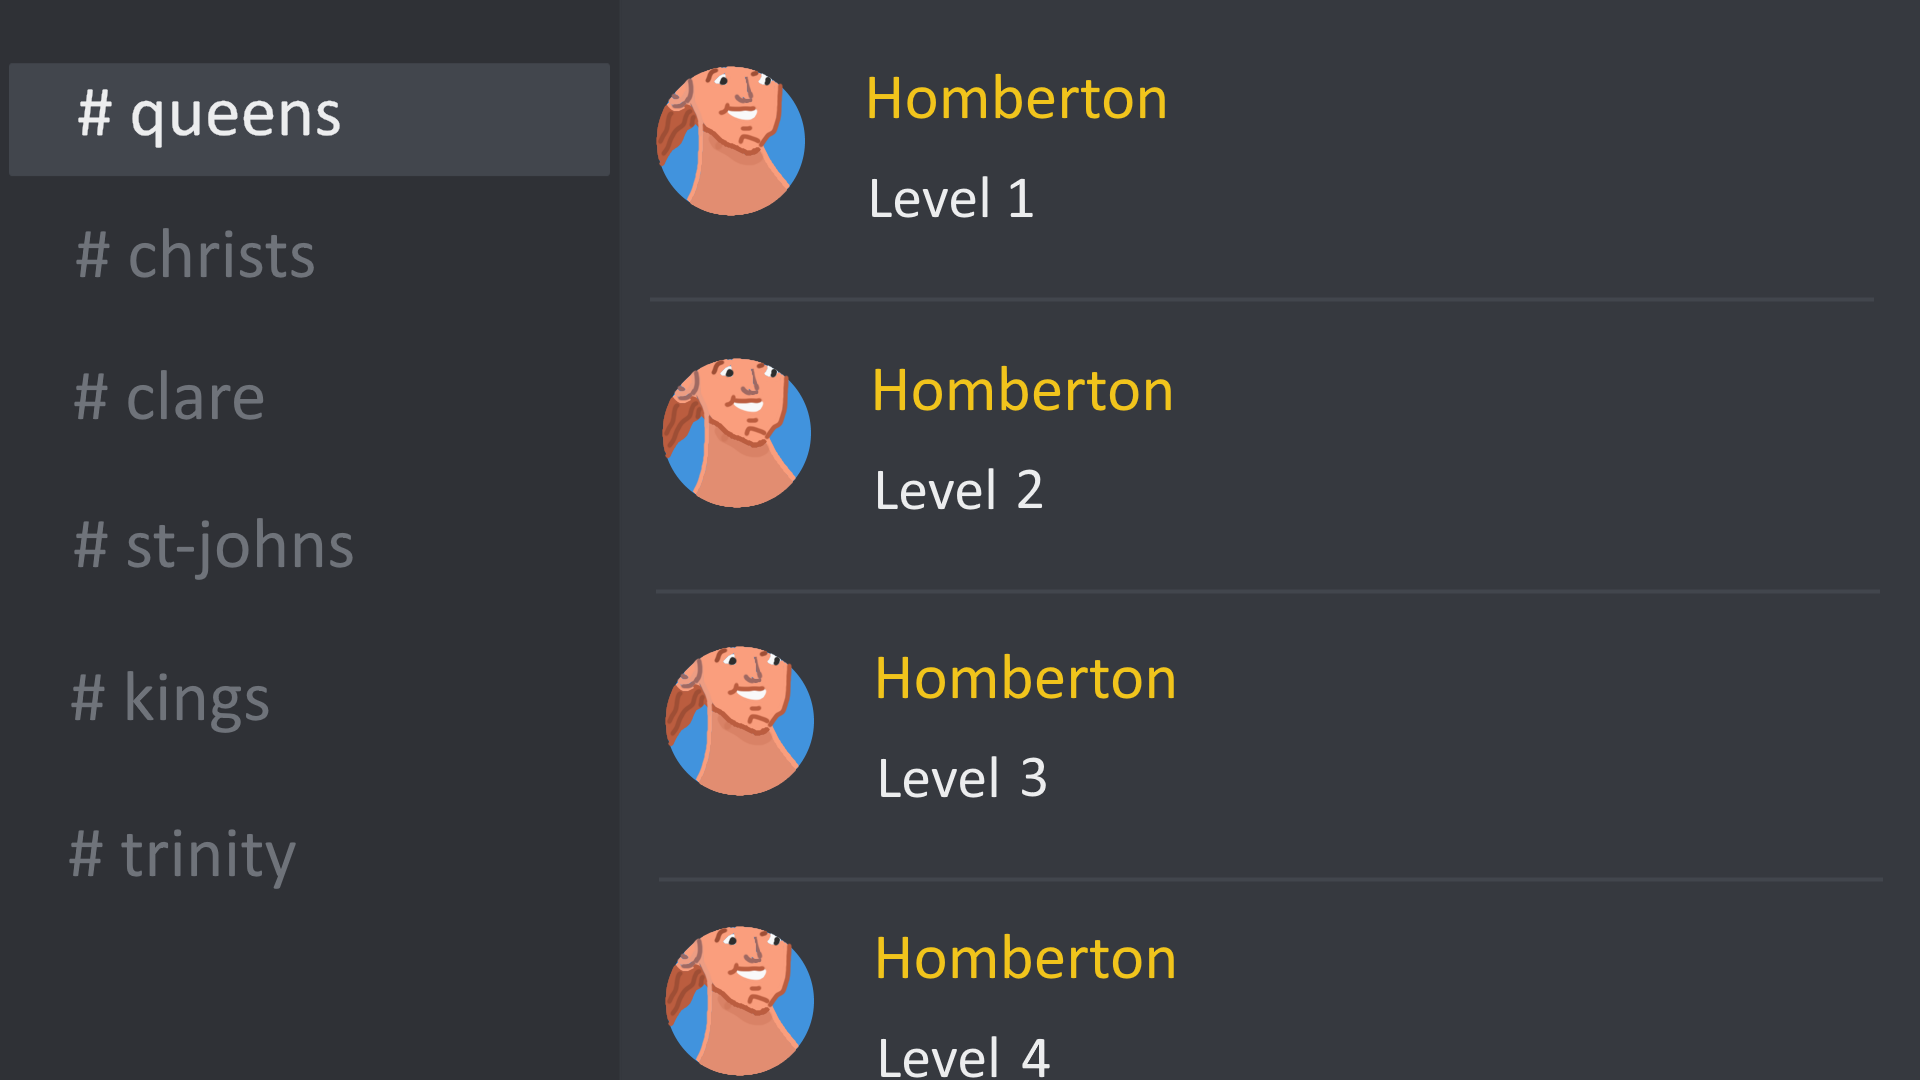 # queens
# christs
# clare
# st-johns
# kings
# trinity
Homberton
Level 1
Homberton
Level 2
Homberton
Level 3
Homberton
Level 4